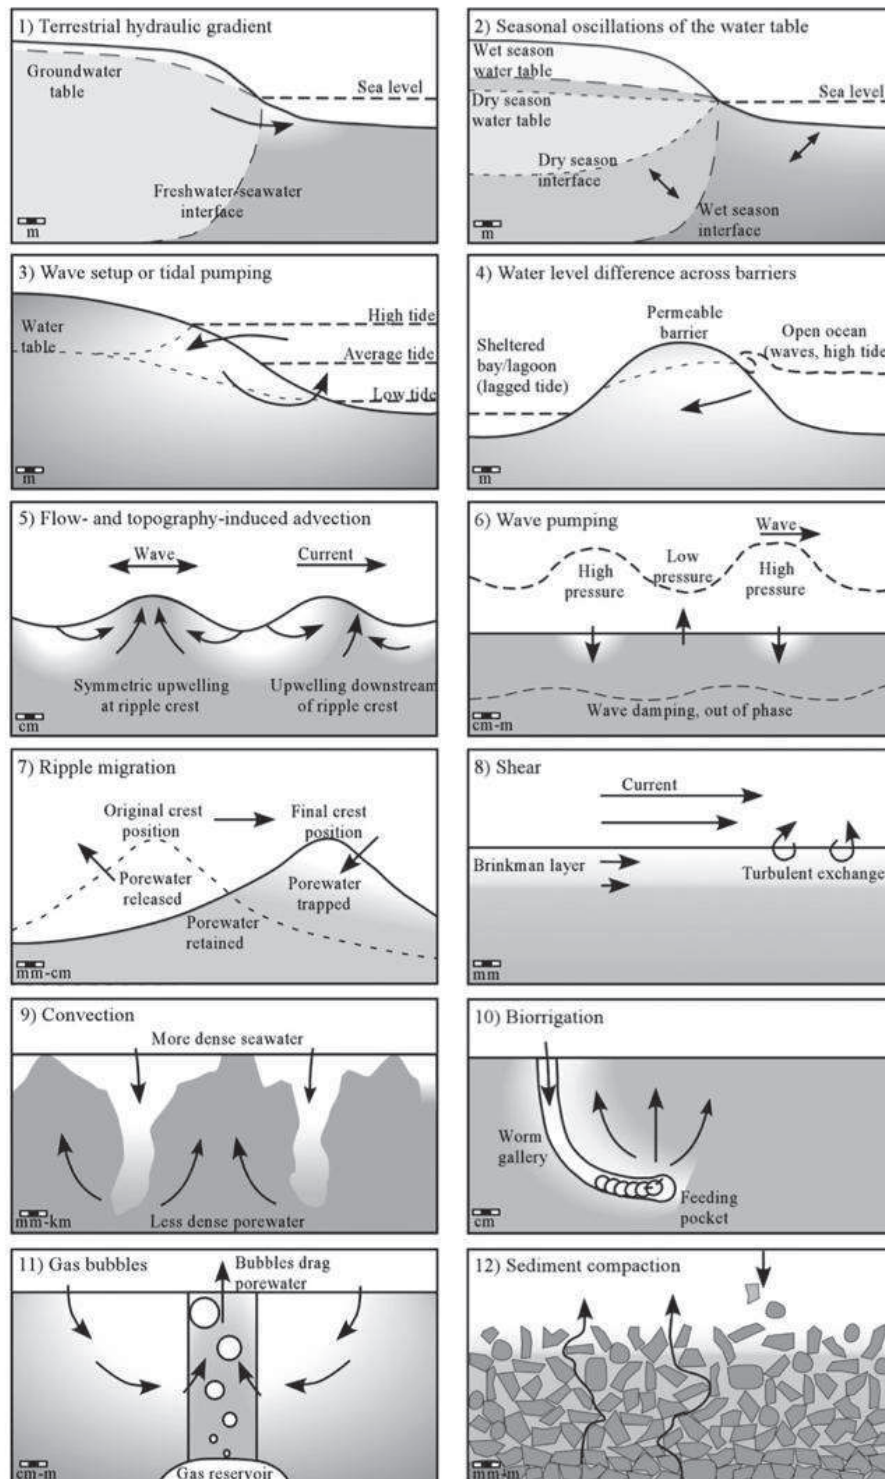 1) Terrestrial hydraulic gradient
Groundwater
table
Sea level
Freshwater-seawater
interface
m
2) Seasonal oscillations of the water table
Wet season
water table
Sea level
Dry season
water table
Dry season
interface
Wet season
interface
m
3) Wave setup or tidal pumping
High tide
Water
table
Average tide
Low tide
m
4) Water level difference across barriers
Permeable
barrier
Sheltered
bay/lagoon
(lagged tide)
Open ocean
(waves, high tide)
m
5) Flow- and topography-induced advection
Wave
Current
Symmetric upwelling
at ripple crest
Upwelling downstream
of ripple crest
cm
6) Wave pumping
Wave
High
pressure
Low
pressure
High
pressure
Wave damping, out of phase
cm-m
7) Ripple migration
Original crest
position
Final crest
position
Porewater
released
Porewater
trapped
Porewater
retained
mm-cm
8) Shear
Current
Brinkman layer
Turbulent exchange
mm
9) Convection
More dense seawater
Less dense porewater
mm-km
10) Biorrigation
Worm
gallery
Feeding
pocket
cm
11) Gas bubbles
Bubbles drag
porewater
Gas reservoir
cm-m
12) Sediment compaction
mm-m